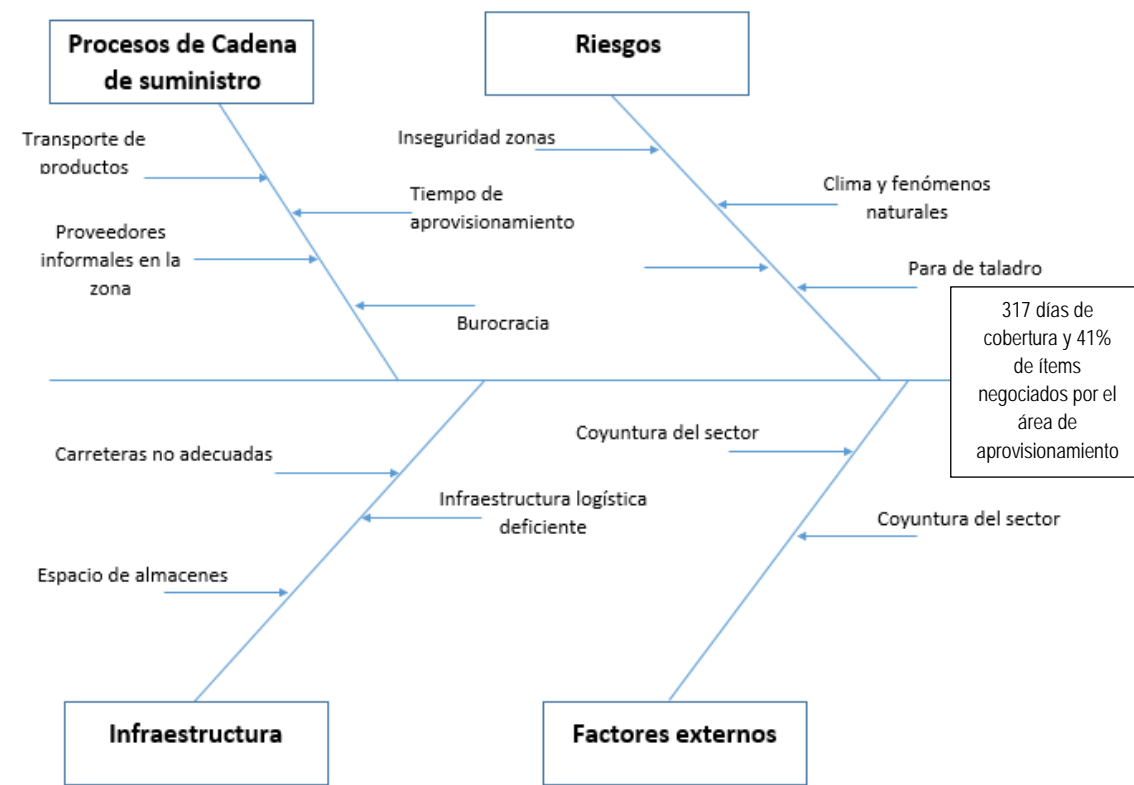 Procesos de Cadena
de suministro
Riesgos
Transporte de
productos
Tiempo de
aprovisionamiento
Proveedores
informales en la
zona
Burocracia
Inseguridad zonas
Clima y fenómenos
naturales
Para de taladro
317 días de
cobertura y 41%
de ítems
negociados por el
área de
aprovisionamiento
Carreteras no adecuadas
Infraestructura logística
deficiente
Espacio de almacenes
Coyuntura del sector
Coyuntura del sector
Infraestructura
Factores externos